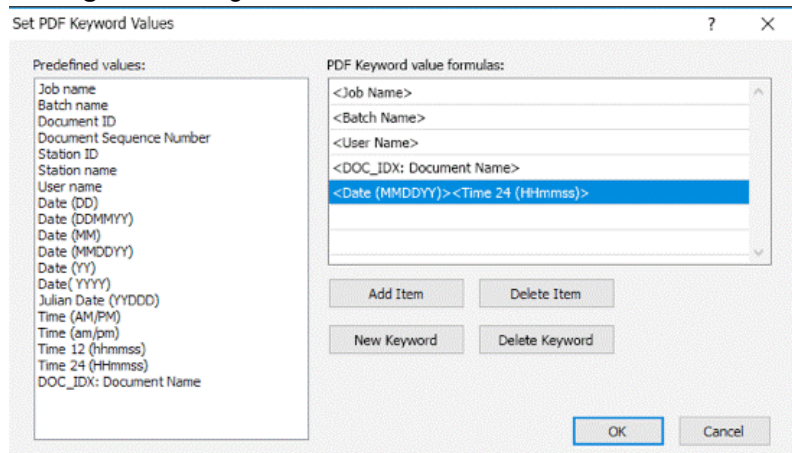 Set PDF Keyword Values
?
Predefined values:
Job name
Batch name
Document ID
Document Sequence Number
Station ID
Station name
User name
Date (DD)
Date (DDMMYY)
Date (MM)
Date (MMDDYY)
Date (YY)
Date( YYYY)
Julian Date (YYDDD)
Time (AM/PM)
Time (am/pm)
Time 12 (hhmmss)
Time 24 (HHmmss)
DOC_IDX: Document Name
PDF Keyword value formulas:
<Job Name>
<Batch Name>
<User Name>
<DOC_IDX: Document Name>
<Date (MMDDYY)><Time 24 (HHmmss)>
Add Item
Delete Item
New Keyword
Delete Keyword
OK
Cancel